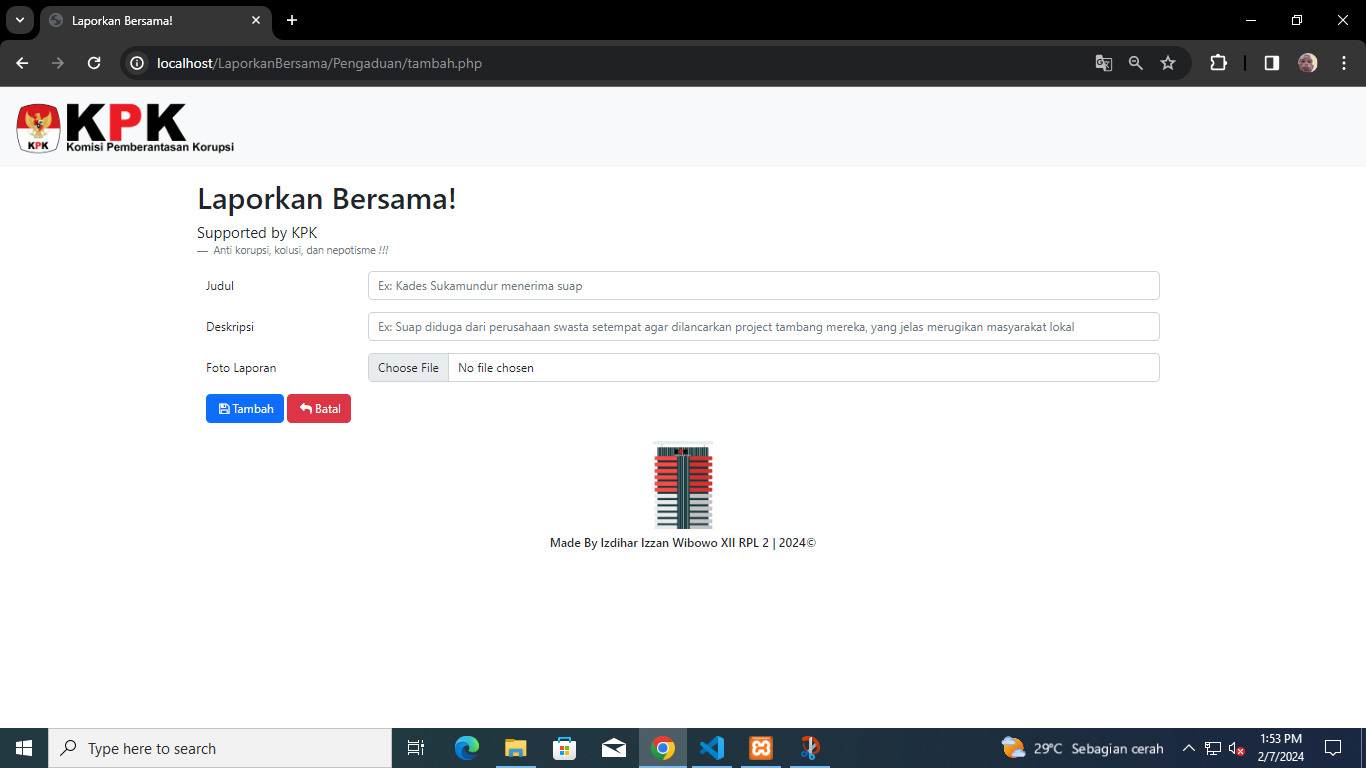 Laporkan Bersama!
localhost/LaporkanBersama/Pengaduan/tambah.php
KPK
KPK
Komisi Pemberantasan Korupsi
Laporkan Bersama!
Supported by KPK
— Anti korupsi, kolusi, dan nepotisme !!!
Judul
Ex: Kades Sukamundur menerima suap
Deskripsi
Ex: Suap diduga dari perusahaan swasta setempat agar dilancarkan project tambang mereka, yang jelas merugikan masyarakat lokal
Foto Laporan
Choose File No file chosen
Tambah Batal
Made By Izdihar Izzan Wibowo XII RPL 2 | 2024©
Type here to search
29°C Sebagian cerah
1:53 PM
2/7/2024